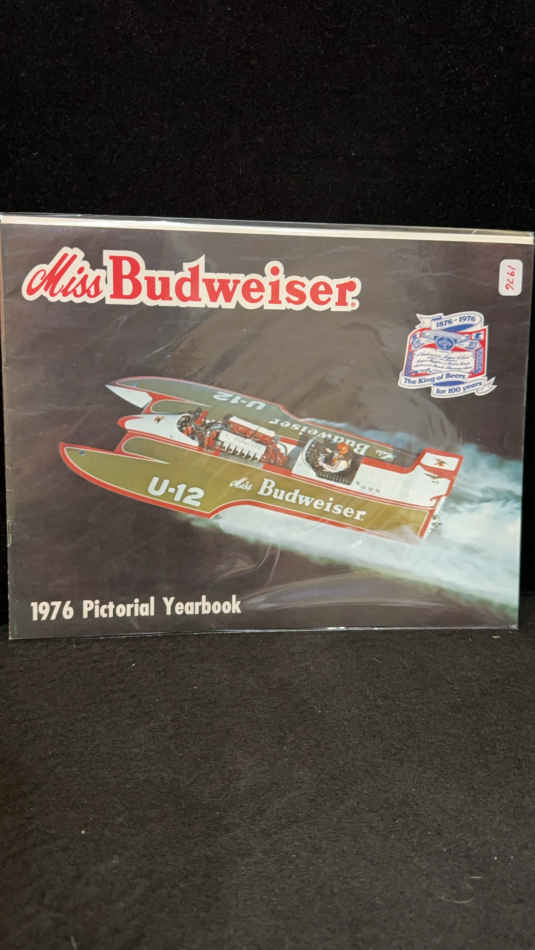 Miss Budweiser
1976
1876-1976
The King of Beers
for 100 years
U-12
Budweiser
U-12 Miss Budweiser
1976 Pictorial Yearbook